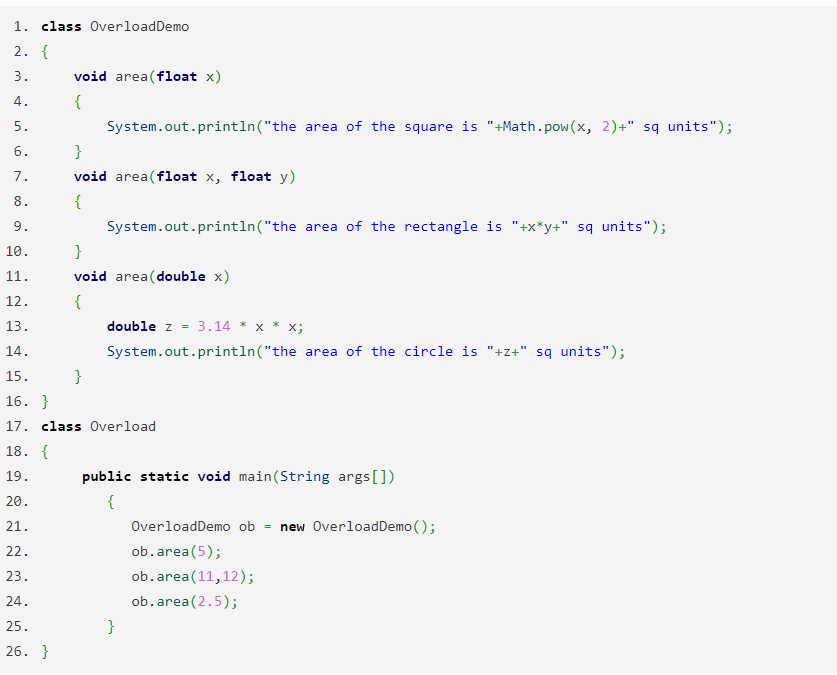 1. class OverloadDemo
2. {
3.     void area(float x)
4.     {
5.         System.out.println("the area of the square is "+Math.pow(x, 2)+" sq units");
6.     }
7.     void area(float x, float y)
8.     {
9.         System.out.println("the area of the rectangle is "+x*y+" sq units");
10.     }
11.     void area(double x)
12.     {
13.         double z = 3.14 * x * x;
14.         System.out.println("the area of the circle is "+z+" sq units");
15.     }
16. }
17. class Overload
18. {
19.      public static void main(String args[])
20.         {
21.            OverloadDemo ob = new OverloadDemo();
22.            ob.area(5);
23.            ob.area(11,12);
24.            ob.area(2.5);
25.         }
26. }